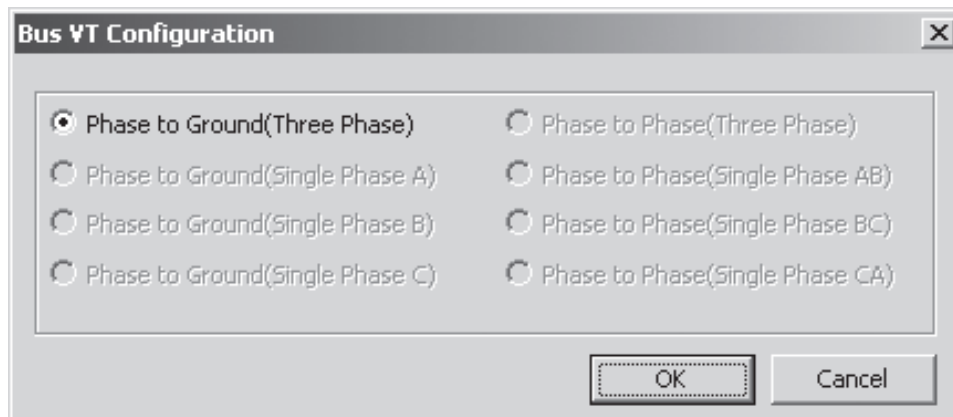 Bus VT Configuration
Phase to Ground(Three Phase)
Phase to Phase(Three Phase)
Phase to Ground(Single Phase A)
Phase to Phase(Single Phase AB)
Phase to Ground(Single Phase B)
Phase to Phase(Single Phase BC)
Phase to Ground(Single Phase C)
Phase to Phase(Single Phase CA)
OK
Cancel